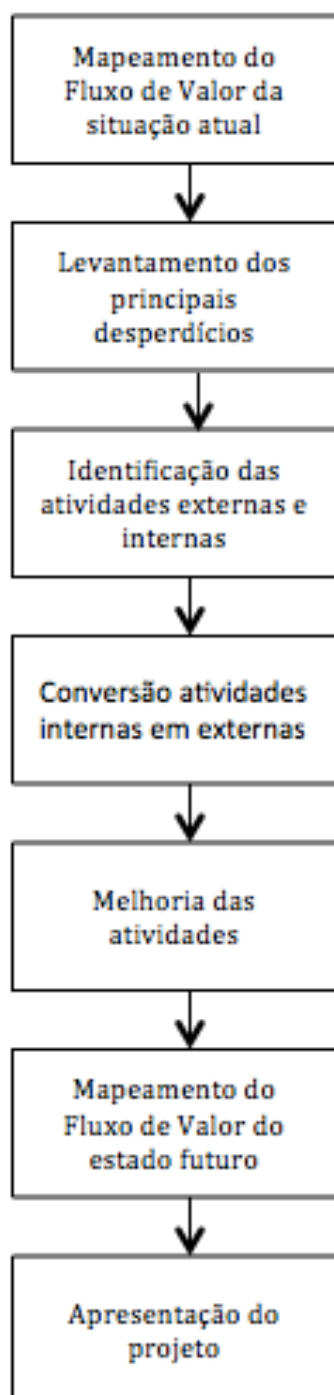 Mapeamento do
Fluxo de Valor da
situação atual
Levantamento dos
principais
desperdícios
Identificação das
atividades externas e
internas
Conversão atividades
internas em externas
Melhoria das
atividades
Mapeamento do
Fluxo de Valor do
estado futuro
Apresentação do
projeto